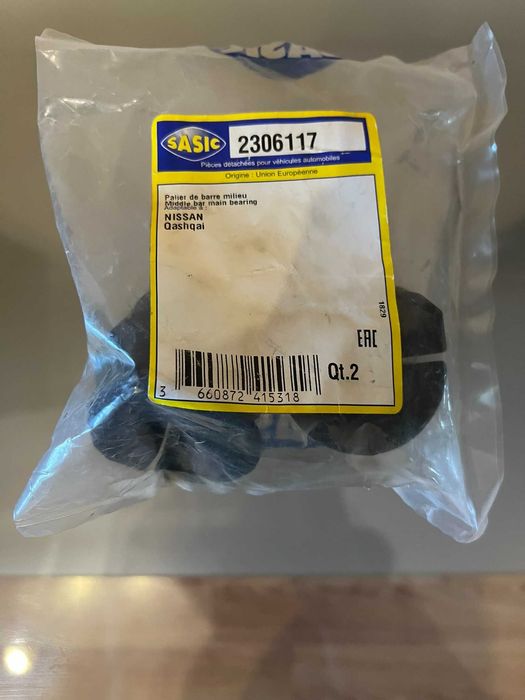 SASIC
SASIC 2306117
Pièces détachées pour véhicules automobiles
Origine : Union Européenne
Palier de barre milieu
Middle bar main bearing
Adaptable à :
NISSAN
Qashqai
1829
EAC
Qt.2
3 660872 415318